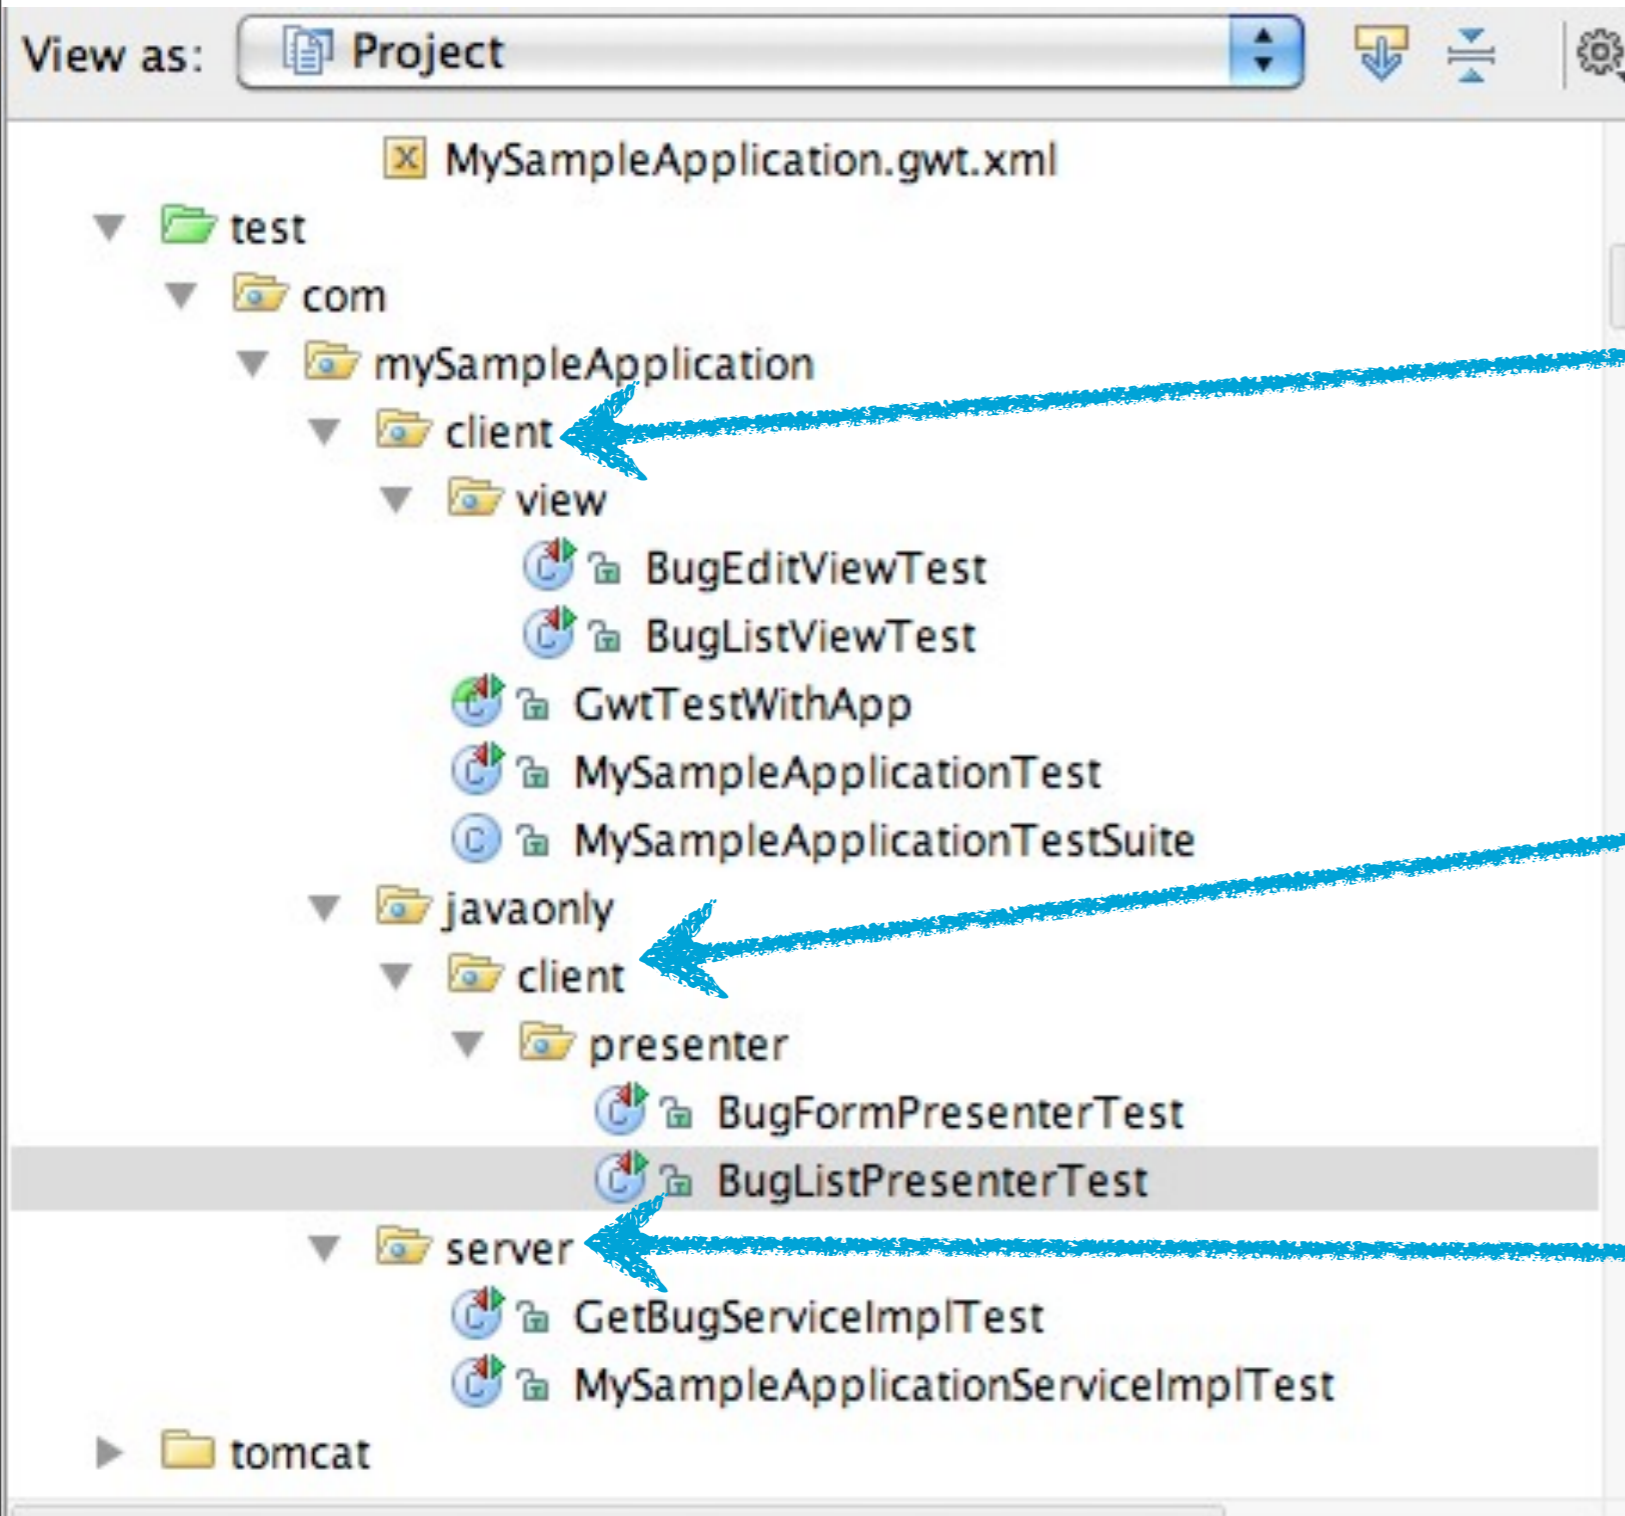 View as: Project
MySampleApplication.gwt.xml
test
com
mySampleApplication
client
view
BugEditViewTest
BugListViewTest
GwtTestWithApp
MySampleApplicationTest
MySampleApplicationTestSuite
javaonly
client
presenter
BugFormPresenterTest
BugListPresenterTest
server
GetBugServiceImplTest
MySampleApplicationServiceImplTest
tomcat